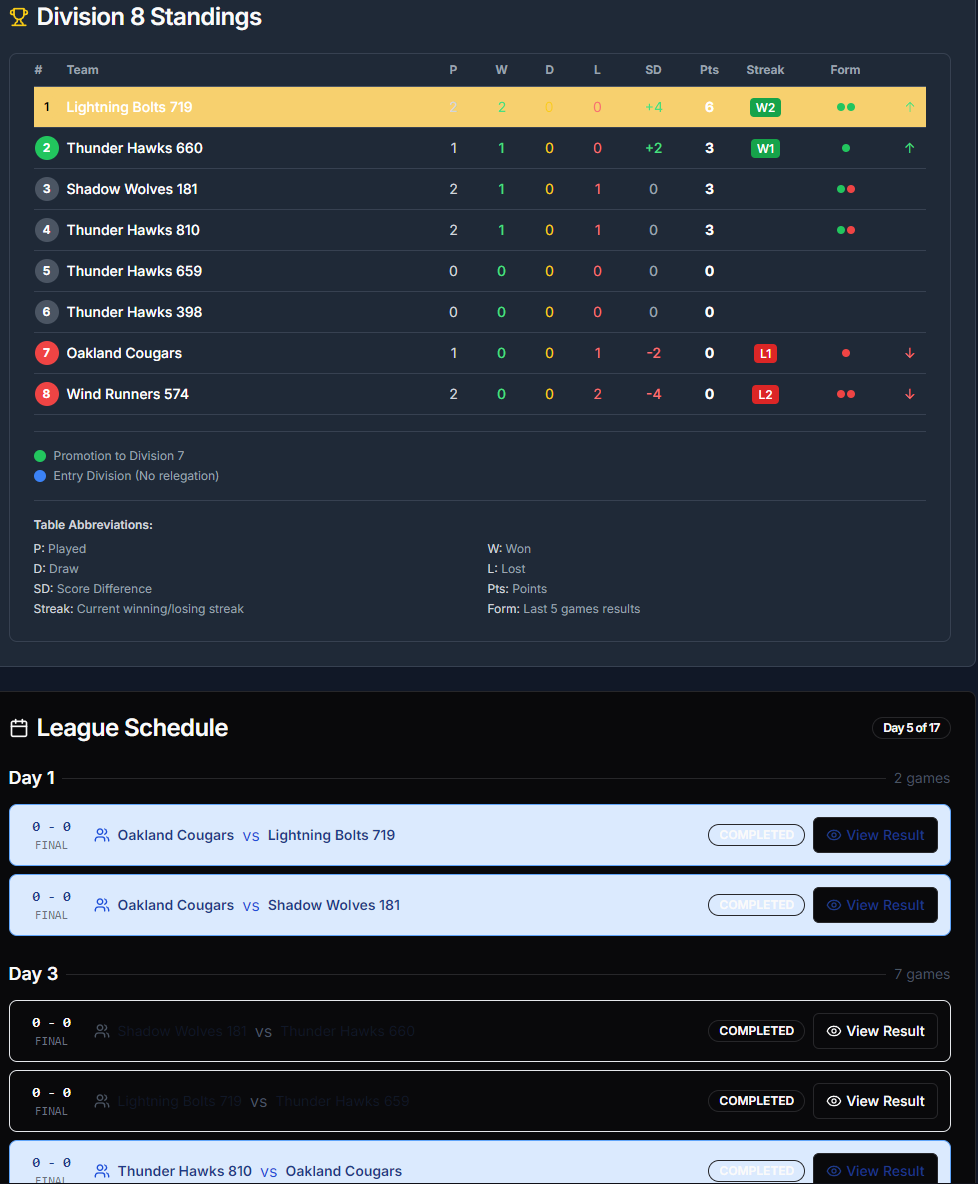 Division 8 Standings
# Team P W D L SD Pts Streak Form
1 Lightning Bolts 719 2 2 0 0 +4 6 W2 ↑
2 Thunder Hawks 660 1 1 0 0 +2 3 W1 ↑
3 Shadow Wolves 181 2 1 0 1 0 3
4 Thunder Hawks 810 2 1 0 1 0 3
5 Thunder Hawks 659 0 0 0 0 0 0
6 Thunder Hawks 398 0 0 0 0 0 0
7 Oakland Cougars 1 0 0 1 -2 0 L1 ↓
8 Wind Runners 574 2 0 0 2 -4 0 L2 ↓
Promotion to Division 7
Entry Division (No relegation)
Table Abbreviations:
P: Played W: Won
D: Draw L: Lost
SD: Score Difference Pts: Points
Streak: Current winning/losing streak Form: Last 5 games results
League Schedule Day 5 of 17
Day 1 2 games
0 - 0
FINAL
Oakland Cougars vs Lightning Bolts 719 COMPLETED View Result
0 - 0
FINAL
Oakland Cougars vs Shadow Wolves 181 COMPLETED View Result
Day 3 7 games
0 - 0
FINAL
Shadow Wolves 181 vs Thunder Hawks 660 COMPLETED View Result
0 - 0
FINAL
Lightning Bolts 719 vs Thunder Hawks 659 COMPLETED View Result
0 - 0
FINAL
Thunder Hawks 810 vs Oakland Cougars COMPLETED View Result